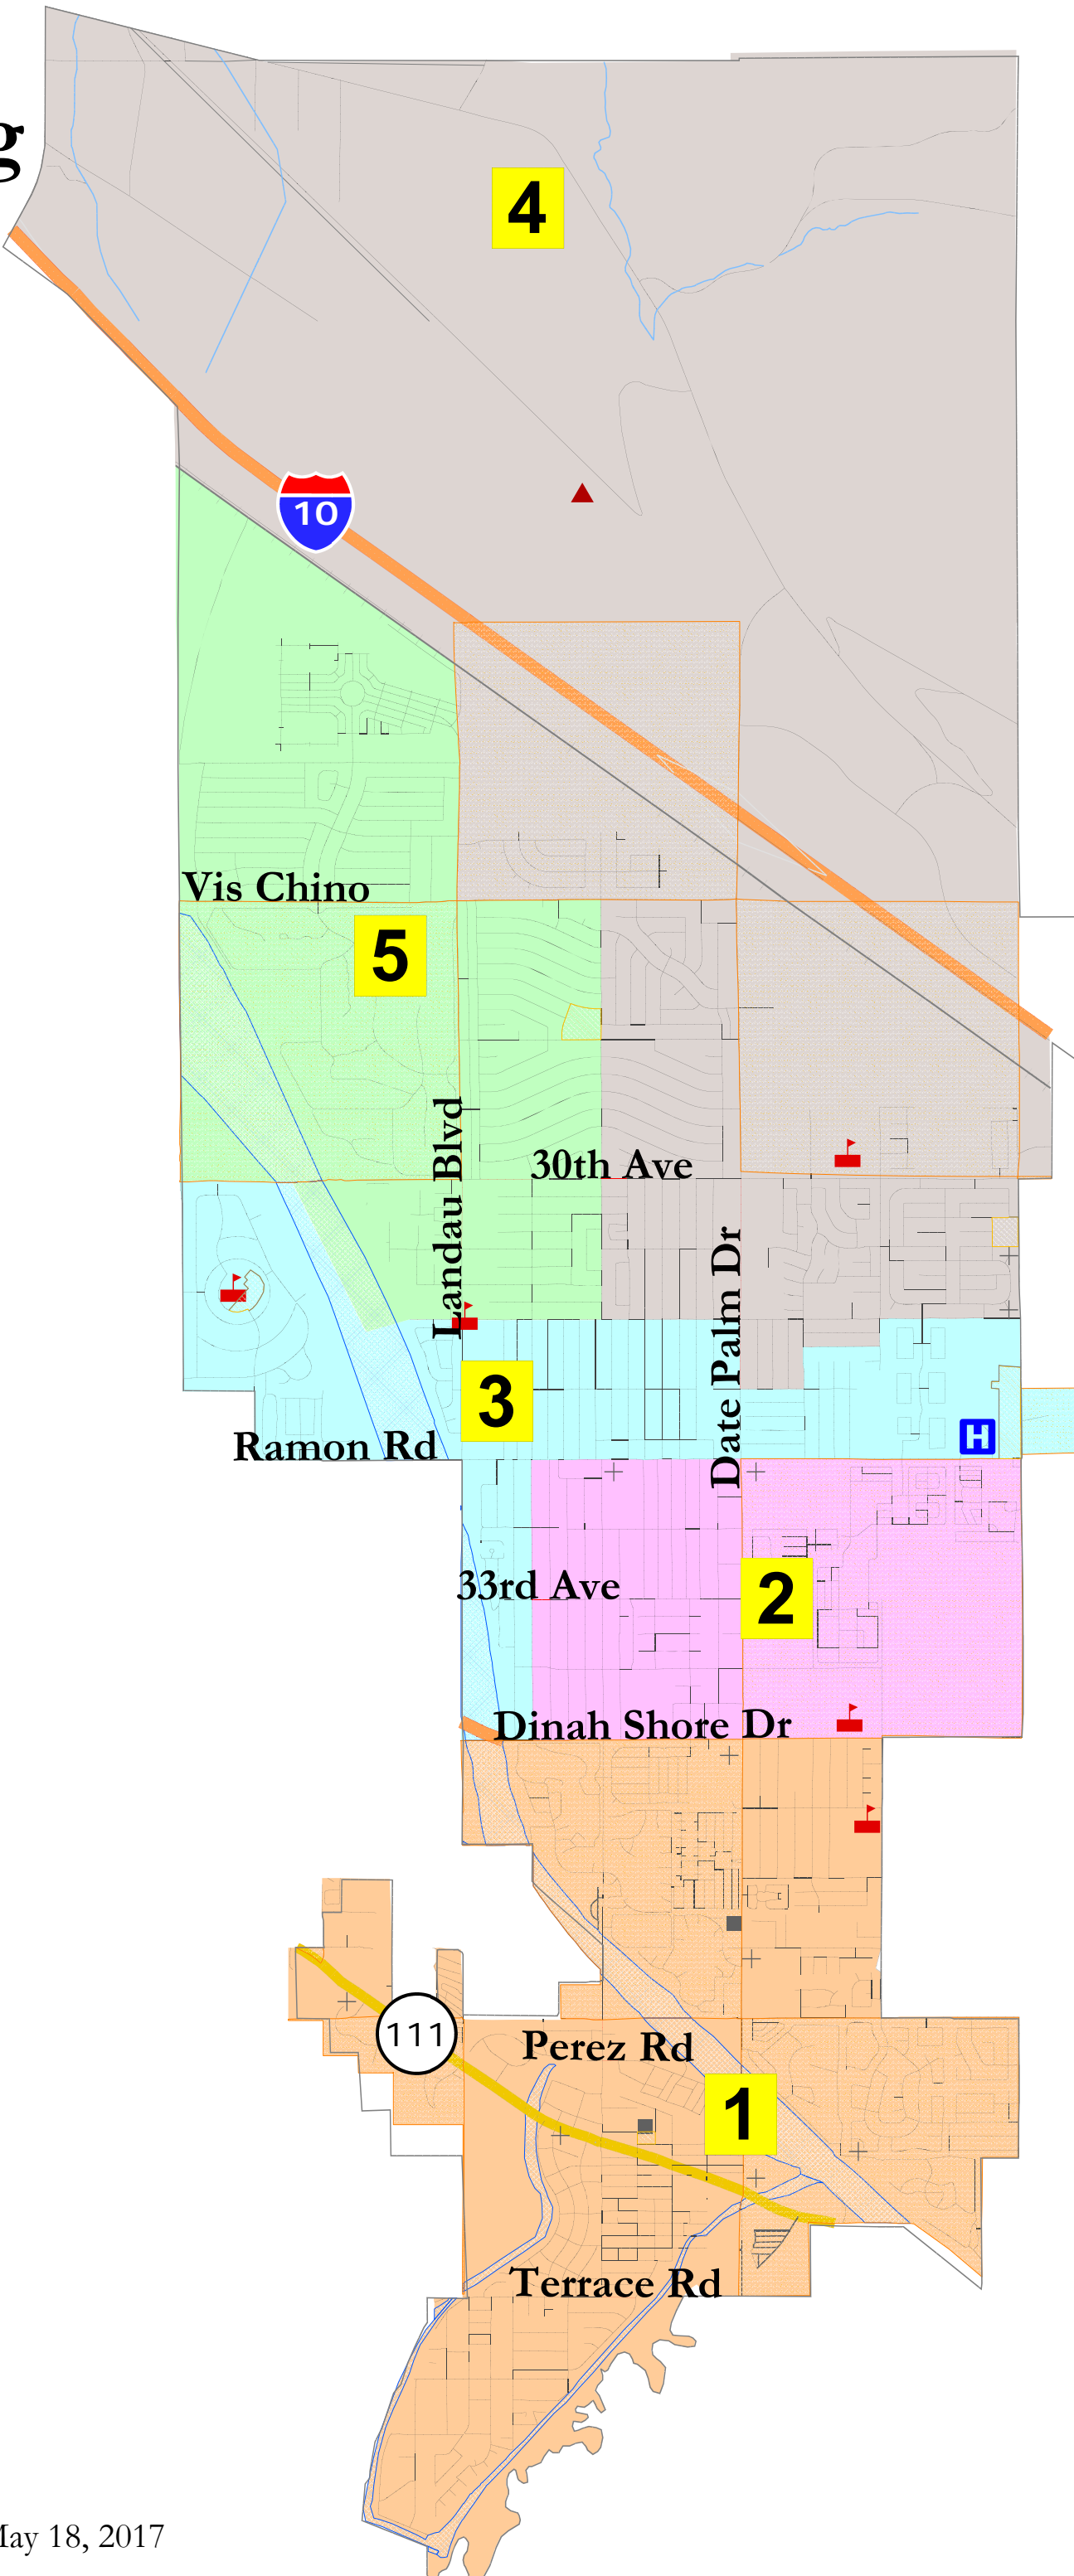 g
4
10
Vis Chino
5
Landau Blvd
30th Ave
Date Palm Dr
3
H
Ramon Rd
33rd Ave
2
Dinah Shore Dr
111
Perez Rd
1
Terrace Rd
May 18, 2017